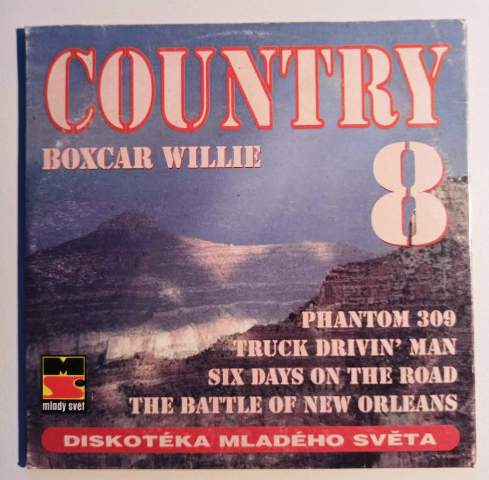 COUNTRY
BOXCAR WILLIE
8
PHANTOM 309
TRUCK DRIVIN' MAN
SIX DAYS ON THE ROAD
THE BATTLE OF NEW ORLEANS
MS
mladý svět
DISKOTÉKA MLADÉHO SVĚTA